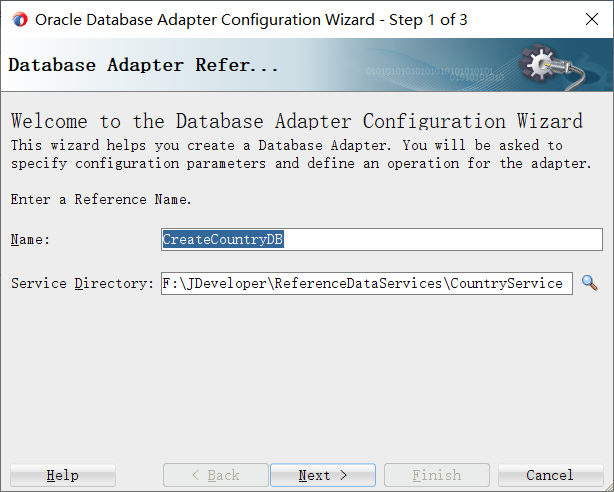 Oracle Database Adapter Configuration Wizard - Step 1 of 3
Database Adapter Refer...
Welcome to the Database Adapter Configuration Wizard
This wizard helps you create a Database Adapter. You will be asked to
specify configuration parameters and define an operation for the adapter.
Enter a Reference Name.
Name: CreateCountryDB
Service Directory: F:\JDeveloper\ReferenceDataServices\CountryService
Help < Back Next > Finish Cancel